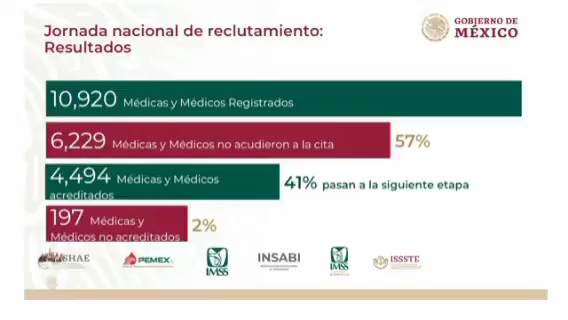 Jornada nacional de reclutamiento:
Resultados
GOBIERNO DE
MÉXICO
10,920 Médicas y Médicos Registrados
6,229 Médicas y Médicos no acudieron a la cita
57%
4,494 Médicas y Médicos
acreditados
41% pasan a la siguiente etapa
197 Médicas y
Médicos no acreditados
2%
SHAE
PEMEX
IMSS
INSABI
IMSS
ISSSTE